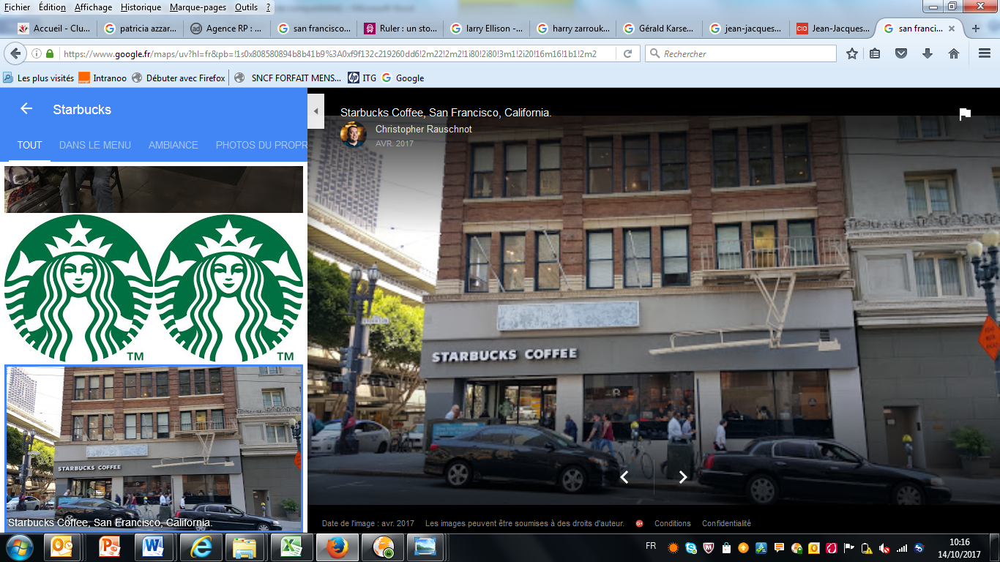 Fichier Édition Affichage Historique Marque-pages Outils ?
Accueil - Clu...
patricia azzar...
Agence RP : ...
san francisco...
Ruler : un sto...
larry Ellison -...
harry zarrouk...
Gérald Karse...
jean-jacques...
Jean-Jacques...
san franci...
https://www.google.fr/maps/uv?hl=fr&pb=!1s0x808580894b8b41b9%3A0xf9f132c219260dd6!2m22!2m2!1i80!2i80!3m1!2i20!16m16!1b1!2m2
Rechercher
Les plus visités
Intranoo
Débuter avec Firefox
SNCF FORFAIT MENS...
ITG
Google
Starbucks
TOUT
DANS LE MENU
AMBIANCE
PHOTOS DU PROPR
TM
TM
STARBUCKS COFFEE
Starbucks Coffee, San Francisco, California.
Starbucks Coffee, San Francisco, California.
Christopher Rauschnot
AVR. 2017
STARBUCKS COFFEE
Date de l'image : avr. 2017
Les images peuvent être soumises à des droits d'auteur.
Conditions
Confidentialité
FR
10:16
14/10/2017